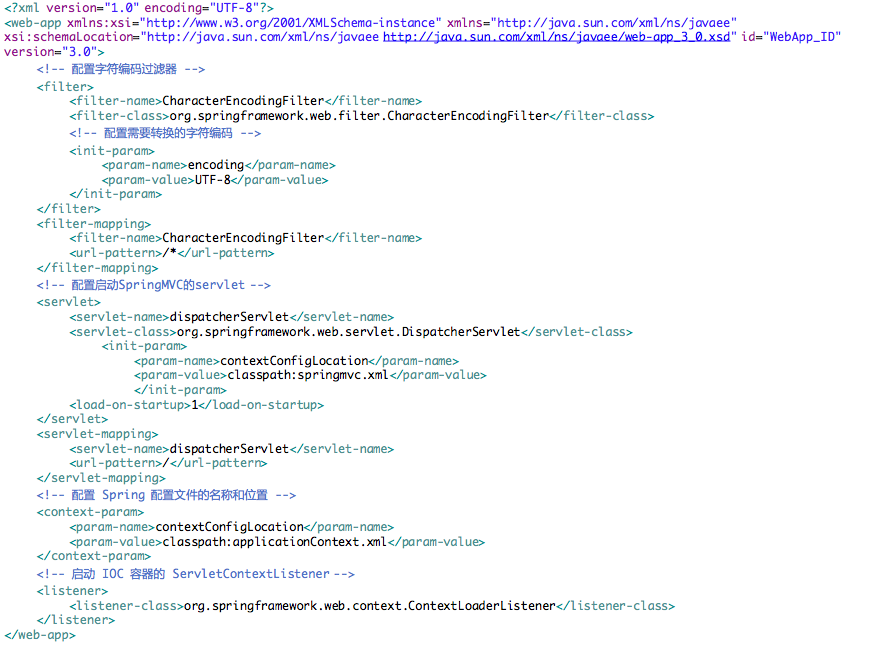 <?xml version="1.0" encoding="UTF-8"?>
<web-app xmlns:xsi="http://www.w3.org/2001/XMLSchema-instance" xmlns="http://java.sun.com/xml/ns/javaee"
xsi:schemaLocation="http://java.sun.com/xml/ns/javaee http://java.sun.com/xml/ns/javaee/web-app_3_0.xsd" id="WebApp_ID"
version="3.0">
<!-- 配置字符编码过滤器 -->
<filter>
<filter-name>CharacterEncodingFilter</filter-name>
<filter-class>org.springframework.web.filter.CharacterEncodingFilter</filter-class>
<!-- 配置需要转换的字符编码 -->
<init-param>
<param-name>encoding</param-name>
<param-value>UTF-8</param-value>
</init-param>
</filter>
<filter-mapping>
<filter-name>CharacterEncodingFilter</filter-name>
<url-pattern>/*</url-pattern>
</filter-mapping>
<!-- 配置启动SpringMVC的servlet -->
<servlet>
<servlet-name>dispatcherServlet</servlet-name>
<servlet-class>org.springframework.web.servlet.DispatcherServlet</servlet-class>
<init-param>
<param-name>contextConfigLocation</param-name>
<param-value>classpath:springmvc.xml</param-value>
</init-param>
<load-on-startup>1</load-on-startup>
</servlet>
<servlet-mapping>
<servlet-name>dispatcherServlet</servlet-name>
<url-pattern>/</url-pattern>
</servlet-mapping>
<!-- 配置 Spring 配置文件的名称和位置 -->
<context-param>
<param-name>contextConfigLocation</param-name>
<param-value>classpath:applicationContext.xml</param-value>
</context-param>
<!-- 启动 IOC 容器的 ServletContextListener -->
<listener>
<listener-class>org.springframework.web.context.ContextLoaderListener</listener-class>
</listener>
</web-app>